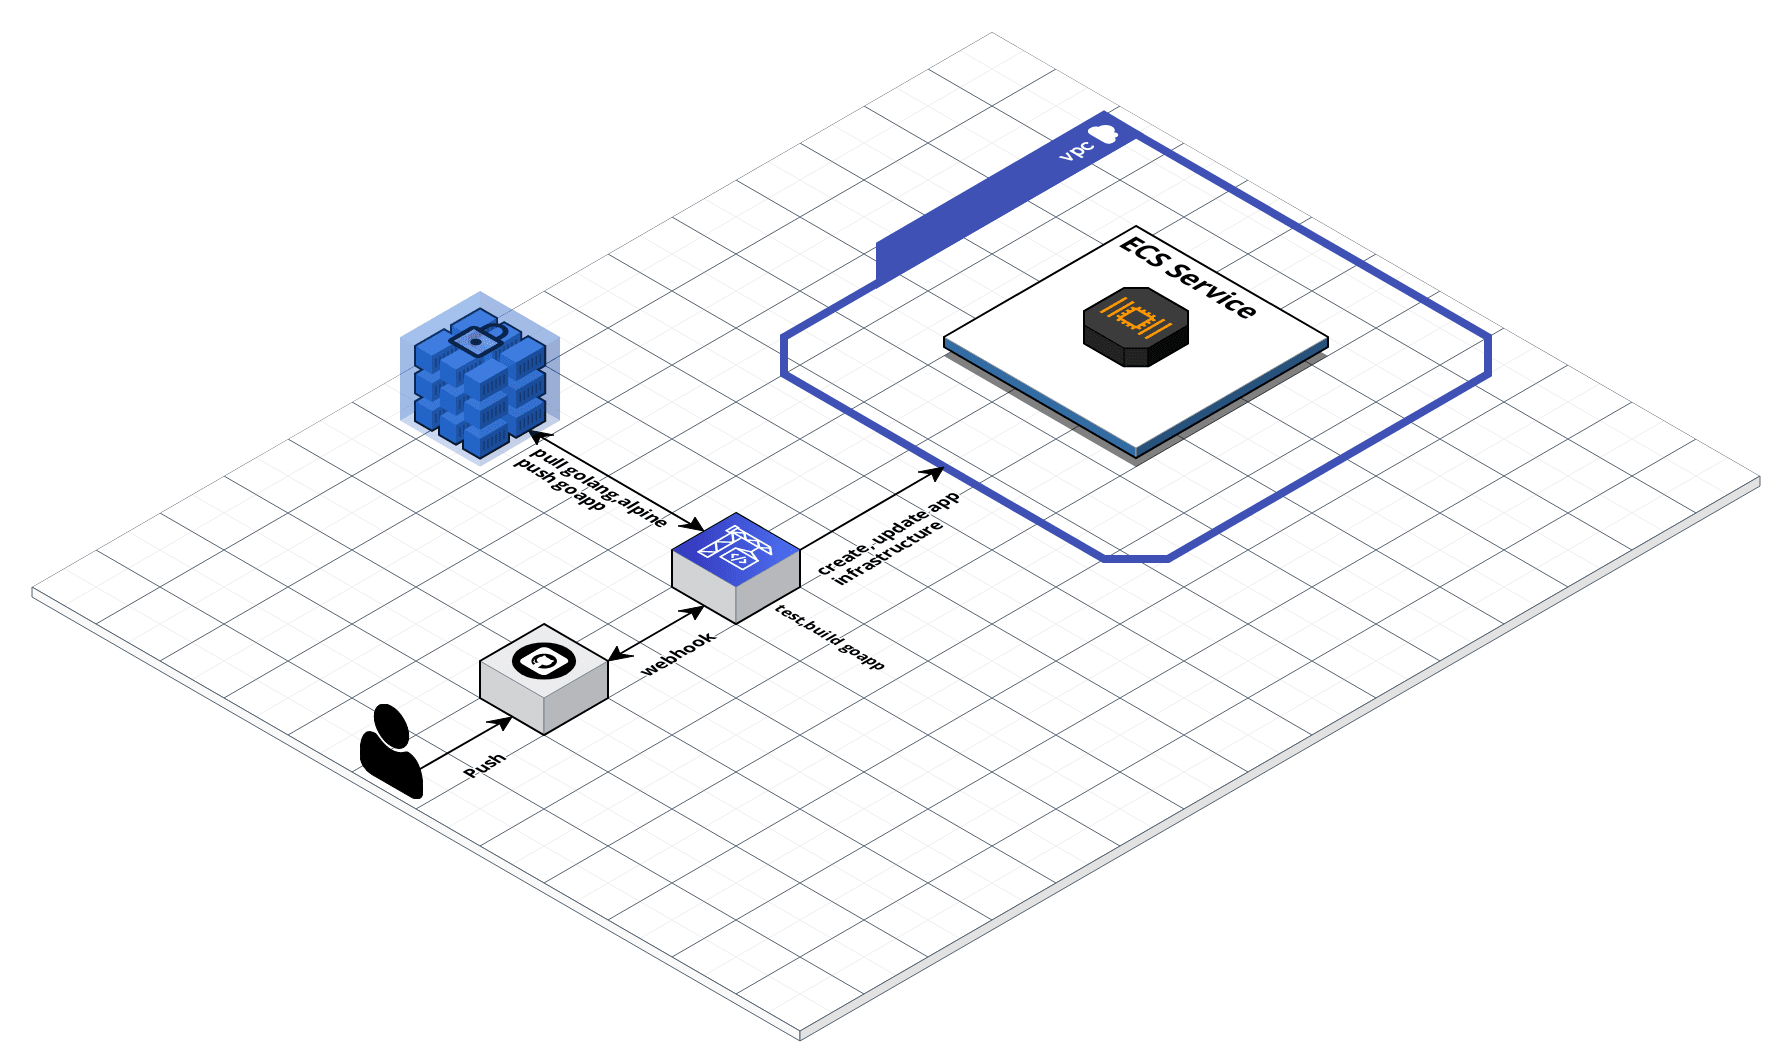 vpc
ECS Service
pull golang,alpine
push goapp
create, update app
infrastructure
test,build goapp
webhook
Push